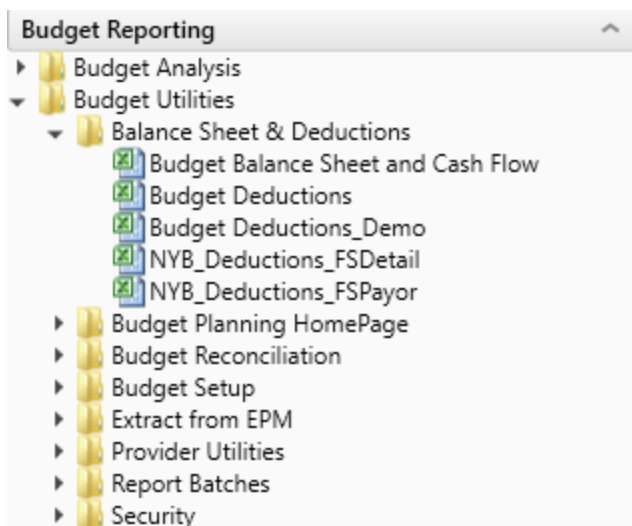 Budget Reporting
Budget Analysis
Budget Utilities
Balance Sheet & Deductions
Budget Balance Sheet and Cash Flow
Budget Deductions
Budget Deductions_Demo
NYB_Deductions_FSDetail
NYB_Deductions_FSPayor
Budget Planning HomePage
Budget Reconciliation
Budget Setup
Extract from EPM
Provider Utilities
Report Batches
Security